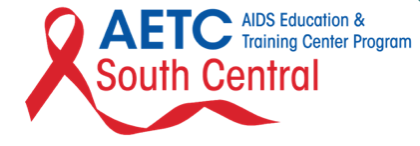 AETC AIDS Education &
Training Center Program
South Central